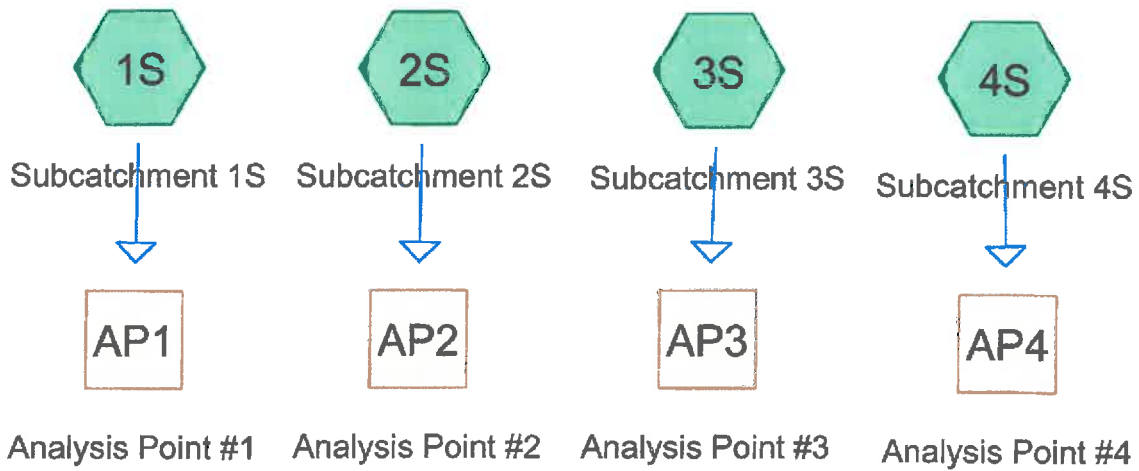 1S 2S 3S 4S
Subcatchment 1S Subcatchment 2S Subcatchment 3S Subcatchment 4S
AP1 AP2 AP3 AP4
Analysis Point #1 Analysis Point #2 Analysis Point #3 Analysis Point #4